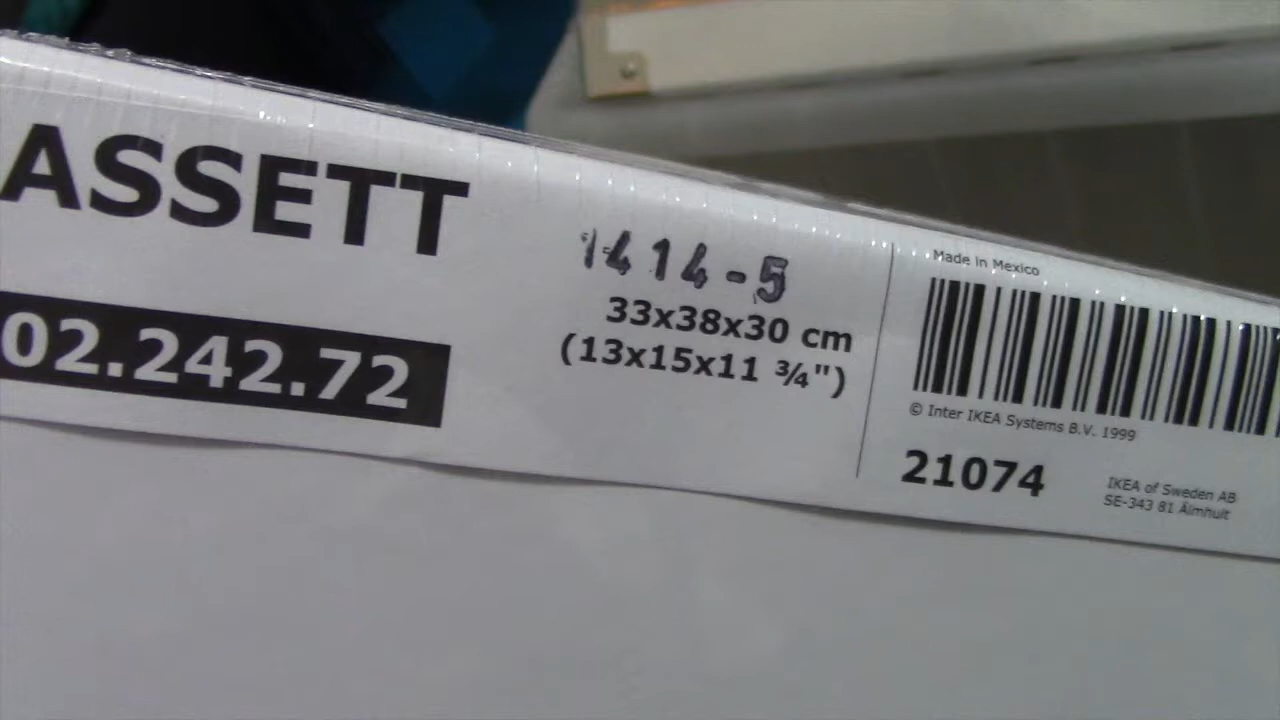 ASSETT
02.242.72
1414-5
33x38x30 cm
(13x15x11 ¾")
Made in Mexico
© Inter IKEA Systems B.V. 1999
21074
IKEA of Sweden AB
SE-343 81 Älmhult